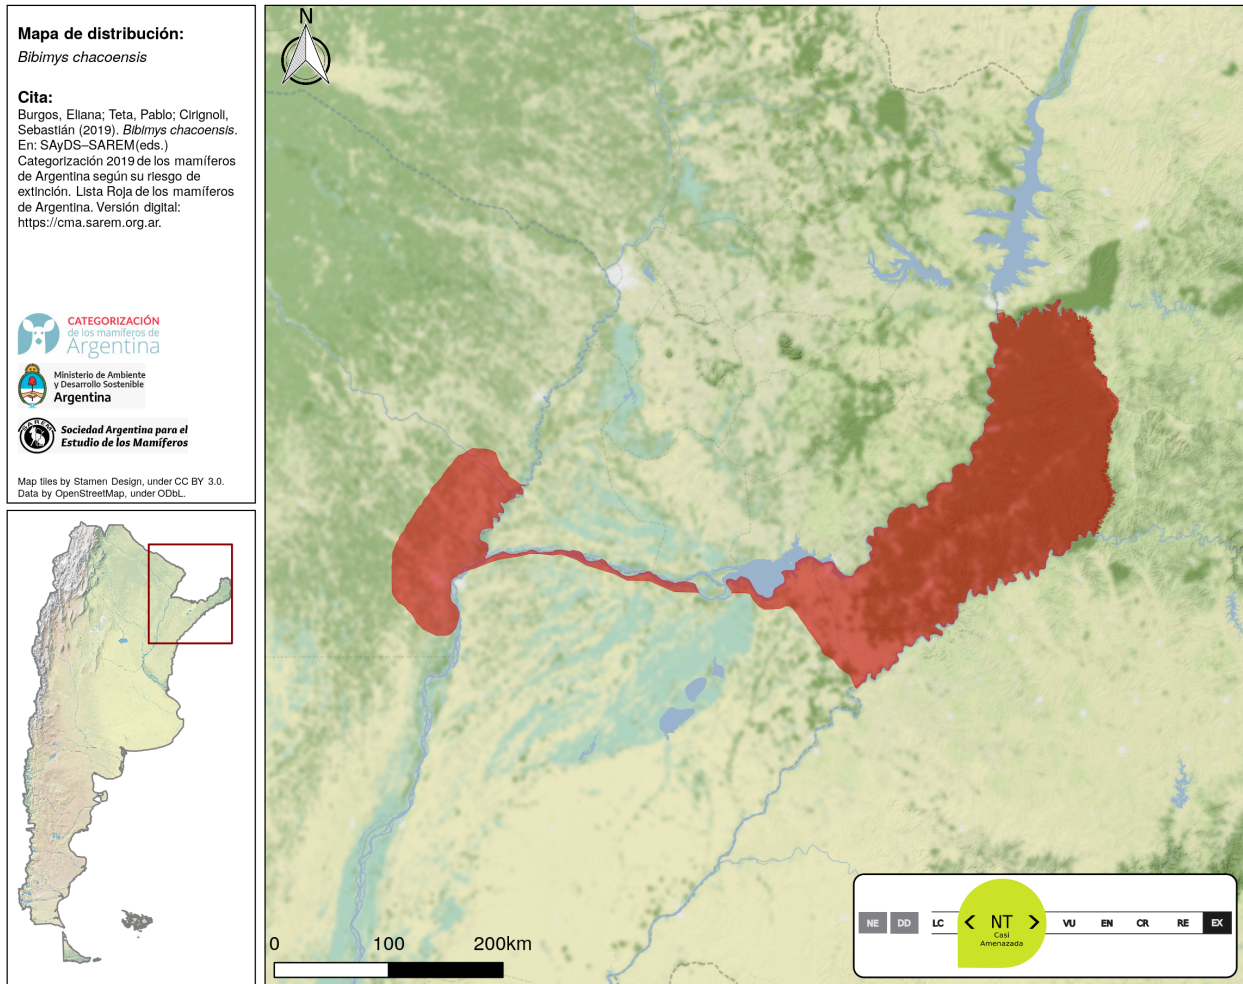 Mapa de distribución:
Bibimys chacoensis
Cita:
Burgos, Eliana; Teta, Pablo; Cirignoli,
Sebastián (2019). Bibimys chacoensis.
En: SAyDS–SAREM(eds.)
Categorización 2019 de los mamíferos
de Argentina según su riesgo de
extinción. Lista Roja de los mamíferos
de Argentina. Versión digital:
https://cma.sarem.org.ar.
CATEGORIZACIÓN
de los mamíferos de
Argentina
Ministerio de Ambiente
y Desarrollo Sostenible
Argentina
SAREM
Sociedad Argentina para el
Estudio de los Mamíferos
Map tiles by Stamen Design, under CC BY 3.0.
Data by OpenStreetMap, under ODbL.
N
0 100 200km
NE DD LC < NT > VU EN CR RE EX
Casi
Amenazada